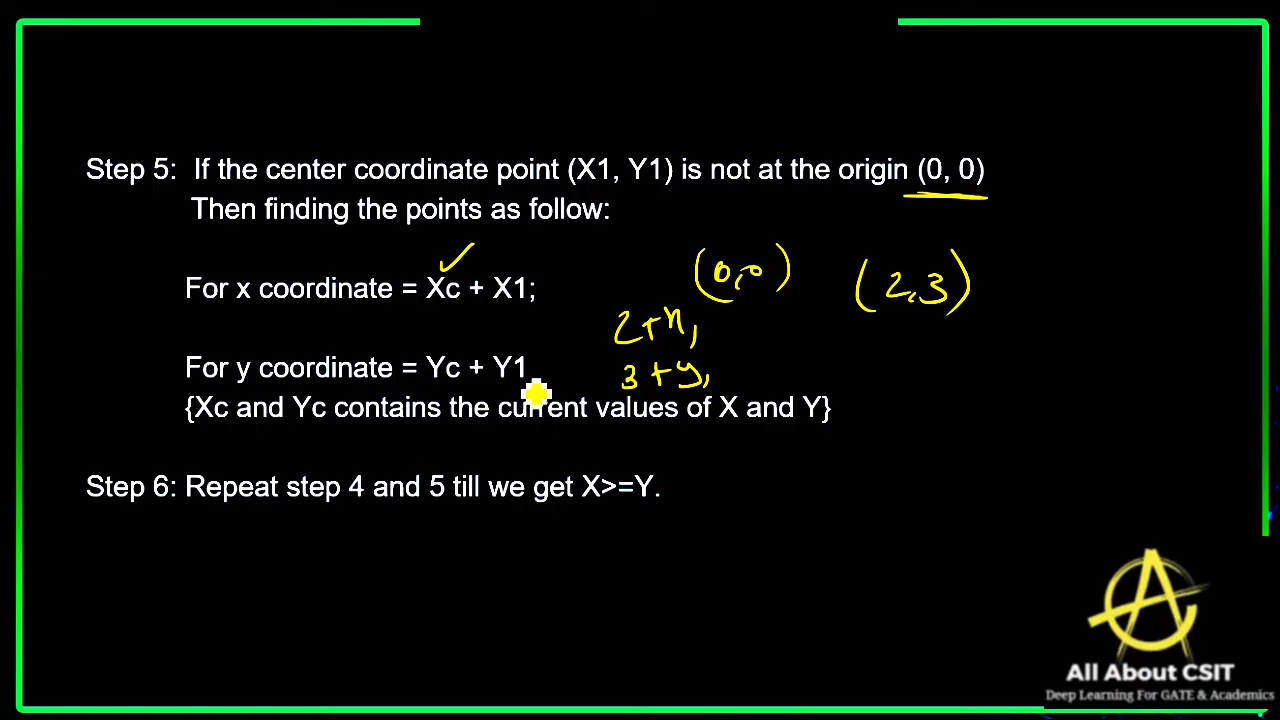 Step 5: If the center coordinate point (X1, Y1) is not at the origin (0, 0)
Then finding the points as follow:
For x coordinate = Xc + X1;
(0,0)
(2,3)
2+x,
For y coordinate = Yc + Y1
3+y,
{Xc and Yc contains the current values of X and Y}
Step 6: Repeat step 4 and 5 till we get X>=Y.
All About CSIT
Deep Learning For GATE & Academics